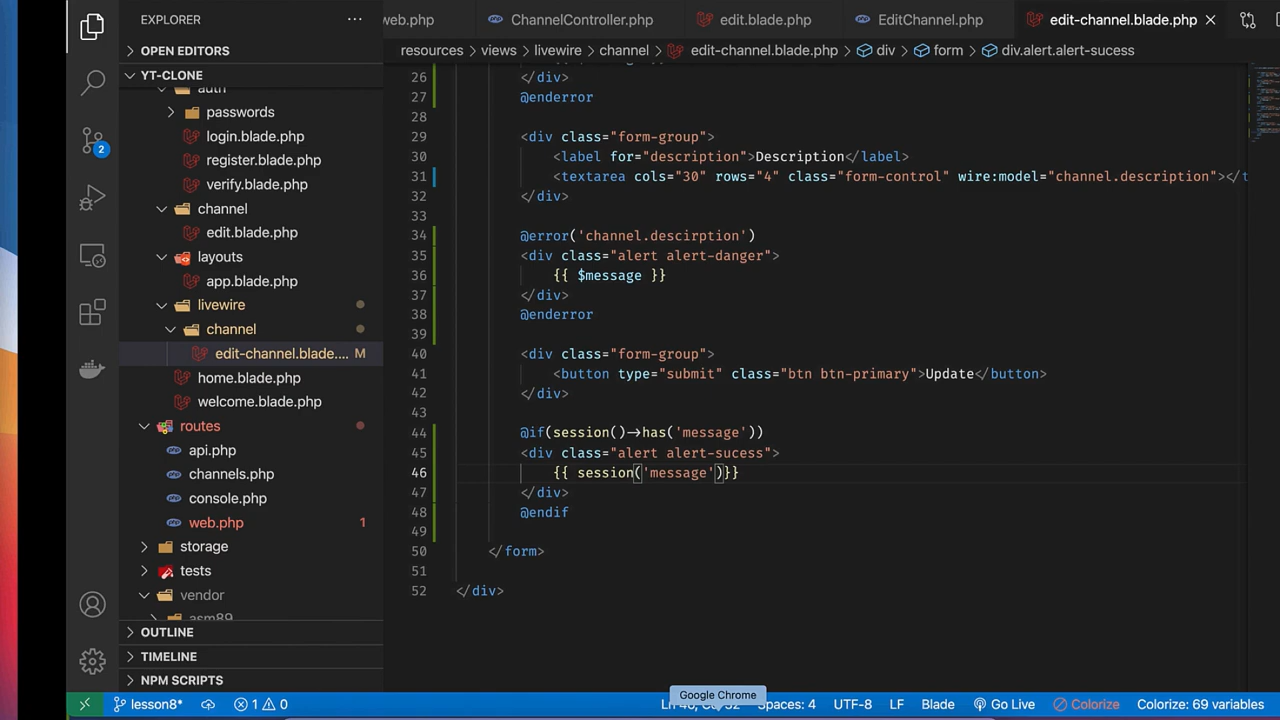 EXPLORER
OPEN EDITORS
YT-CLONE
auth
passwords
login.blade.php
register.blade.php
verify.blade.php
channel
edit.blade.php
layouts
app.blade.php
livewire
channel
edit-channel.blade.... M
home.blade.php
welcome.blade.php
routes
api.php
channels.php
console.php
web.php 1
storage
tests
vendor
asm89
OUTLINE
TIMELINE
NPM SCRIPTS
2
web.php ChannelController.php edit.blade.php EditChannel.php edit-channel.blade.php
resources > views > livewire > channel > edit-channel.blade.php > div > form > div.alert.alert-sucess
26 </div>
27 @enderror
28
29 <div class="form-group">
30 <label for="description">Description</label>
31 <textarea cols="30" rows="4" class="form-control" wire:model="channel.description"></t
32 </div>
33
34 @error('channel.descirption')
35 <div class="alert alert-danger">
36 {{ $message }}
37 </div>
38 @enderror
39
40 <div class="form-group">
41 <button type="submit" class="btn btn-primary">Update</button>
42 </div>
43
44 @if(session()->has('message'))
45 <div class="alert alert-sucess">
46 {{ session('message')}}
47 </div>
48 @endif
49
50 </form>
51
52 </div>
Google Chrome
lesson8* 1 0 Spaces: 4 UTF-8 LF Blade Go Live Colorize Colorize: 69 variables